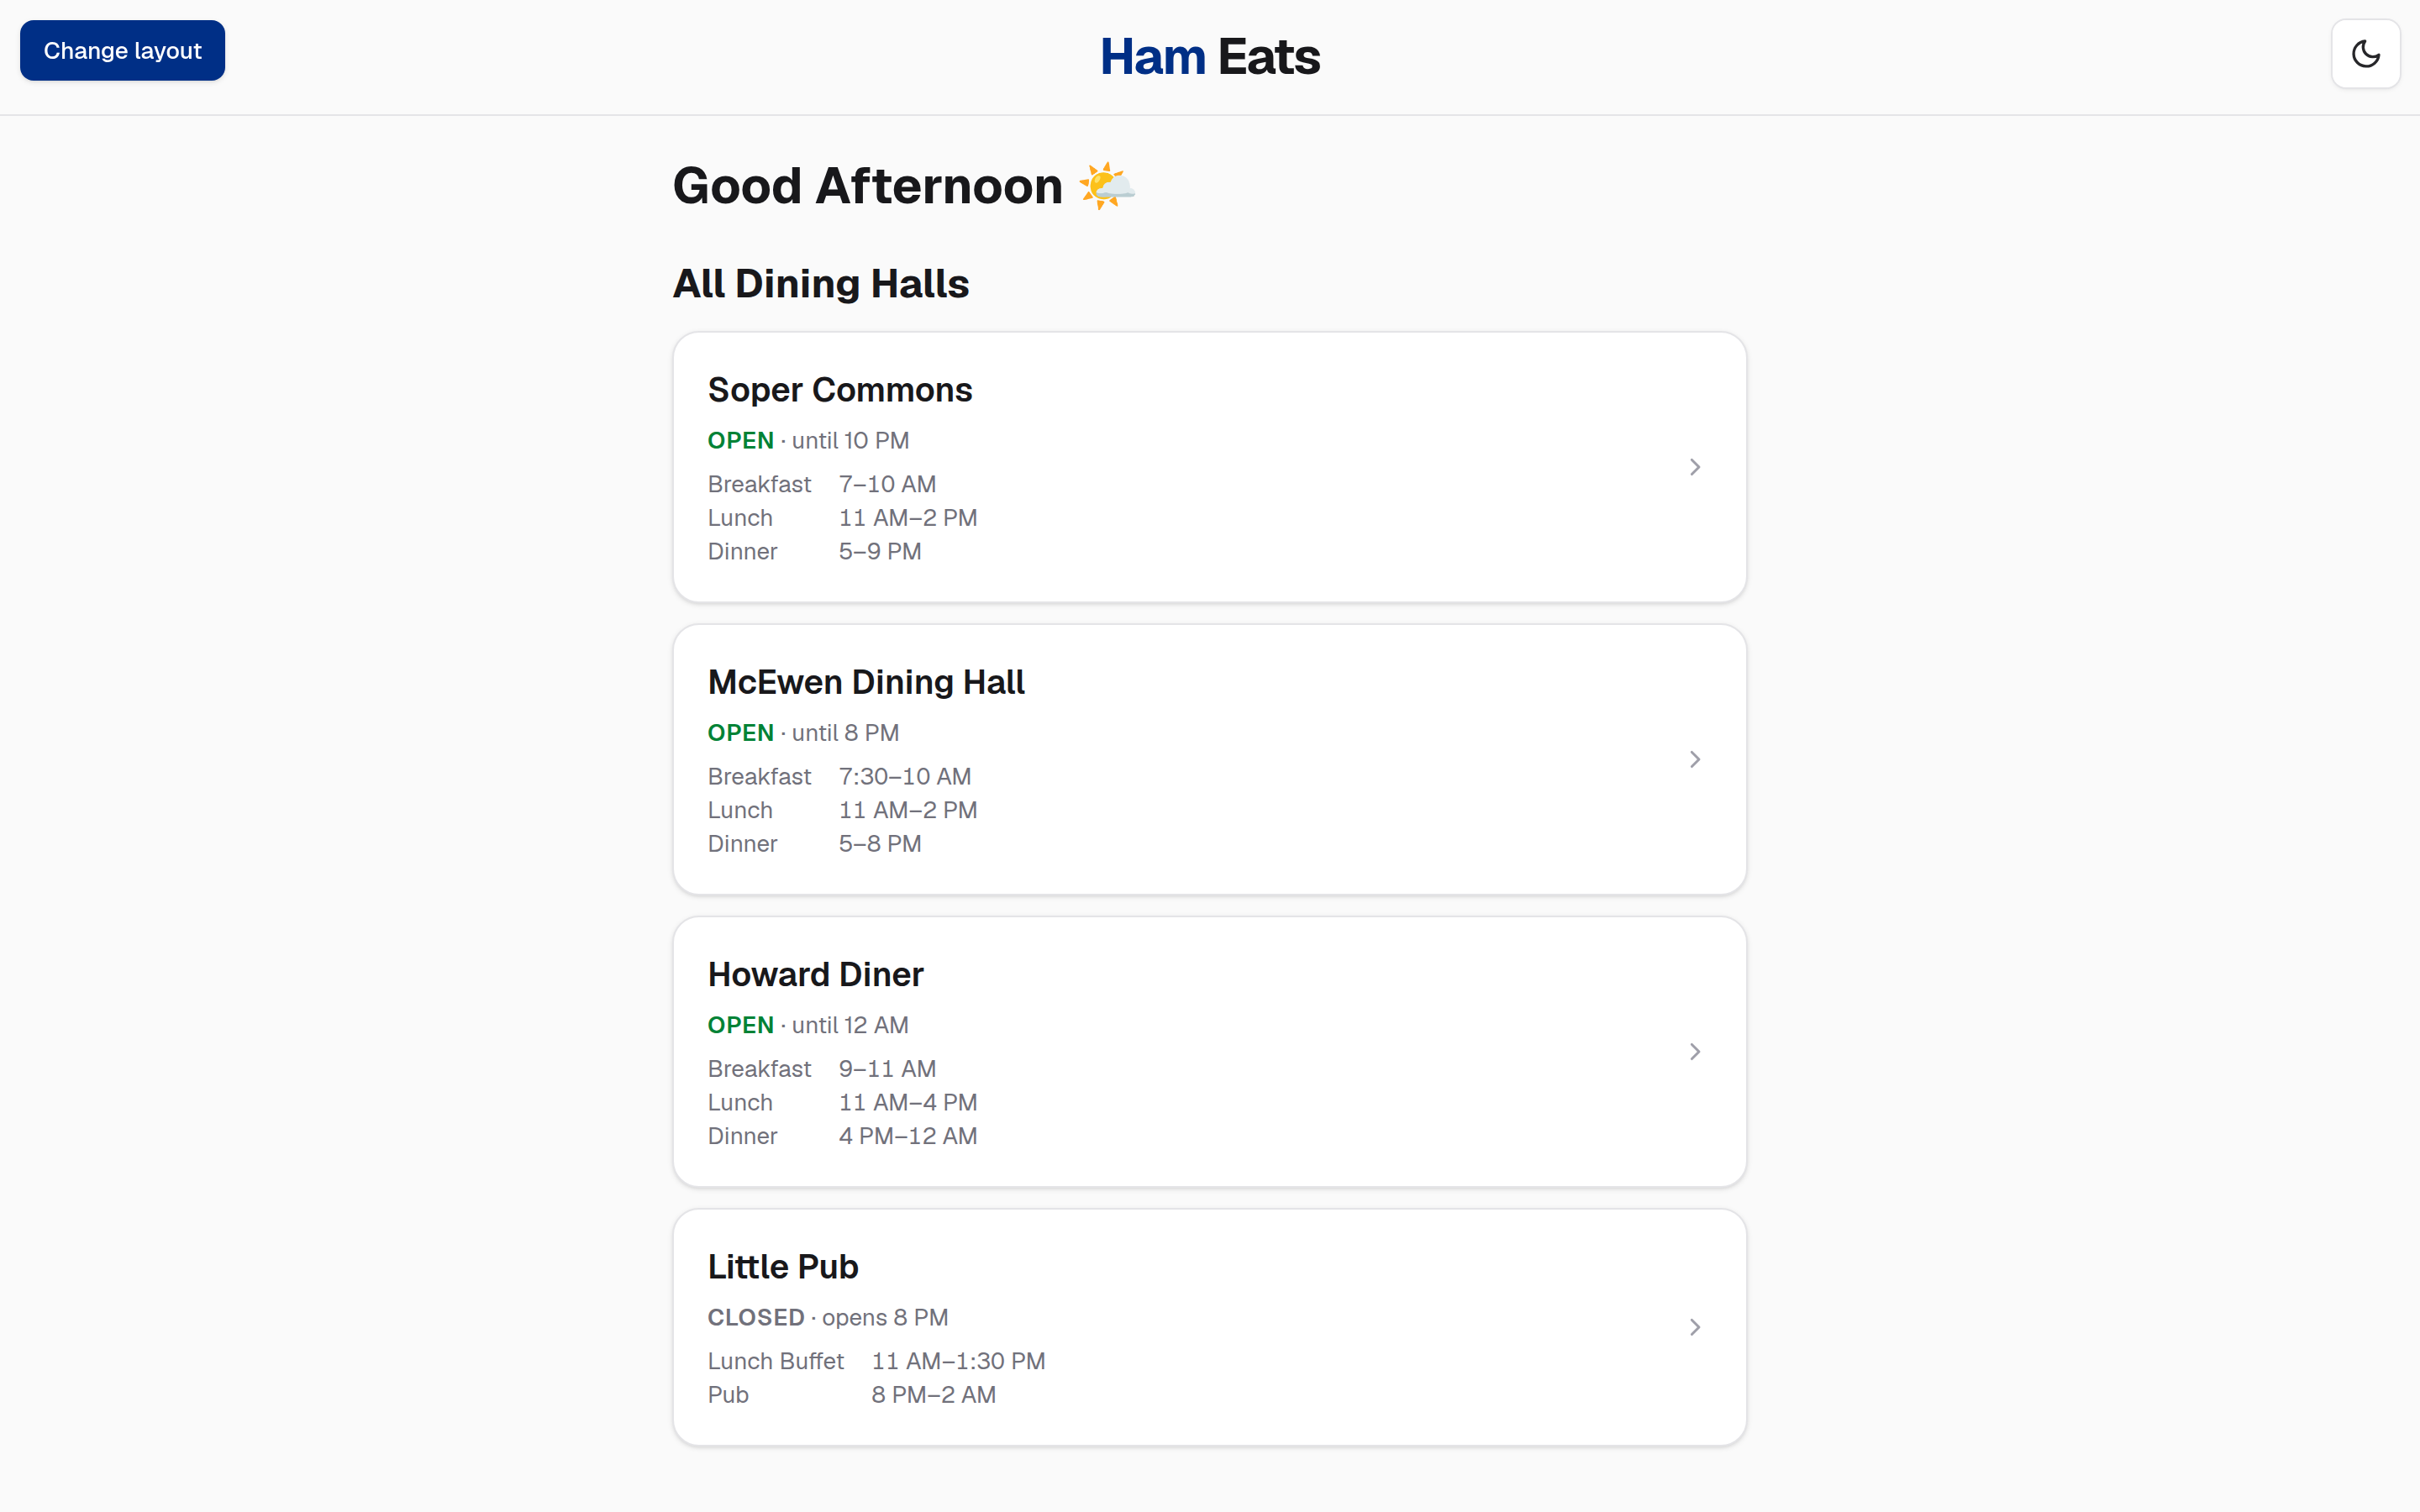 Change layout
Ham Eats
Good Afternoon 🌤️
All Dining Halls
Soper Commons
OPEN · until 10 PM
Breakfast 7–10 AM
Lunch 11 AM–2 PM
Dinner 5–9 PM
McEwen Dining Hall
OPEN · until 8 PM
Breakfast 7:30–10 AM
Lunch 11 AM–2 PM
Dinner 5–8 PM
Howard Diner
OPEN · until 12 AM
Breakfast 9–11 AM
Lunch 11 AM–4 PM
Dinner 4 PM–12 AM
Little Pub
CLOSED · opens 8 PM
Lunch Buffet 11 AM–1:30 PM
Pub 8 PM–2 AM